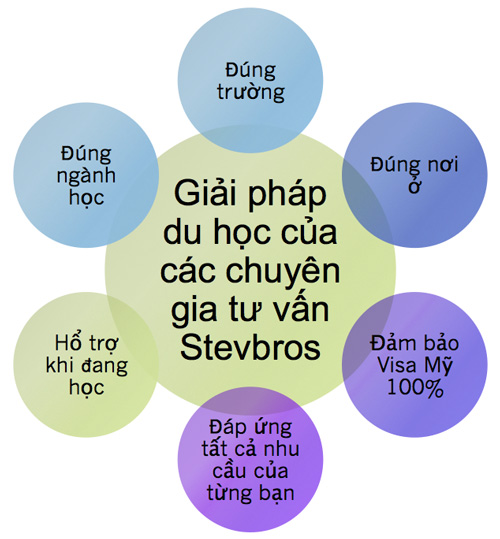 Đúng
trường
Đúng nơi
ở
Đảm bảo
Visa Mỹ
100%
Đáp ứng
tất cả nhu
cầu của
từng bạn
Hổ trợ
khi đang
học
Đúng
ngành
học
Giải pháp
du học của
các chuyên
gia tư vấn
Stevbros